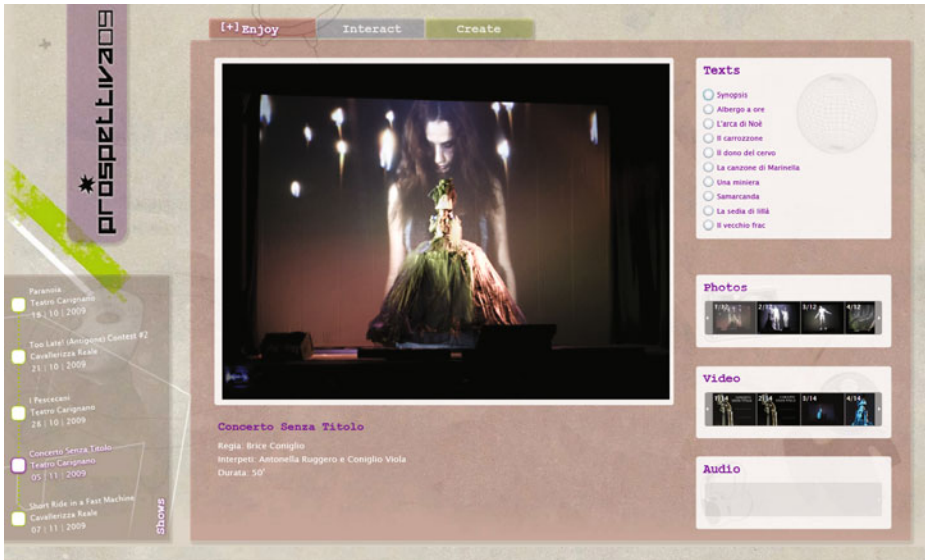 prospettiva09
[+]Enjoy
Interact
Create
Texts
Synopsis
Albergo a ore
L'arca di Noè
Il carrozzone
Il dono del cervo
La canzone di Marinella
Una miniera
Samarcanda
La sedia di lillà
Il vecchio frac
Photos
1/12 2/12 3/12 4/12
Video
1/14 2/14 3/14 4/14
Audio
Concerto Senza Titolo
Regia: Brice Coniglio
Interpeti: Antonella Ruggero e Coniglio Viola
Durata: 50'
Paranoia
Teatro Carignano
18 | 10 | 2009
Too Late! (Antigone) Contest #2
Cavallerizza Reale
21 | 10 | 2009
I Pescecani
Teatro Carignano
28 | 10 | 2009
Concerto Senza Titolo
Teatro Carignano
05 | 11 | 2009
Short Ride in a Fast Machine
Cavallerizza Reale
07 | 11 | 2009
Shows